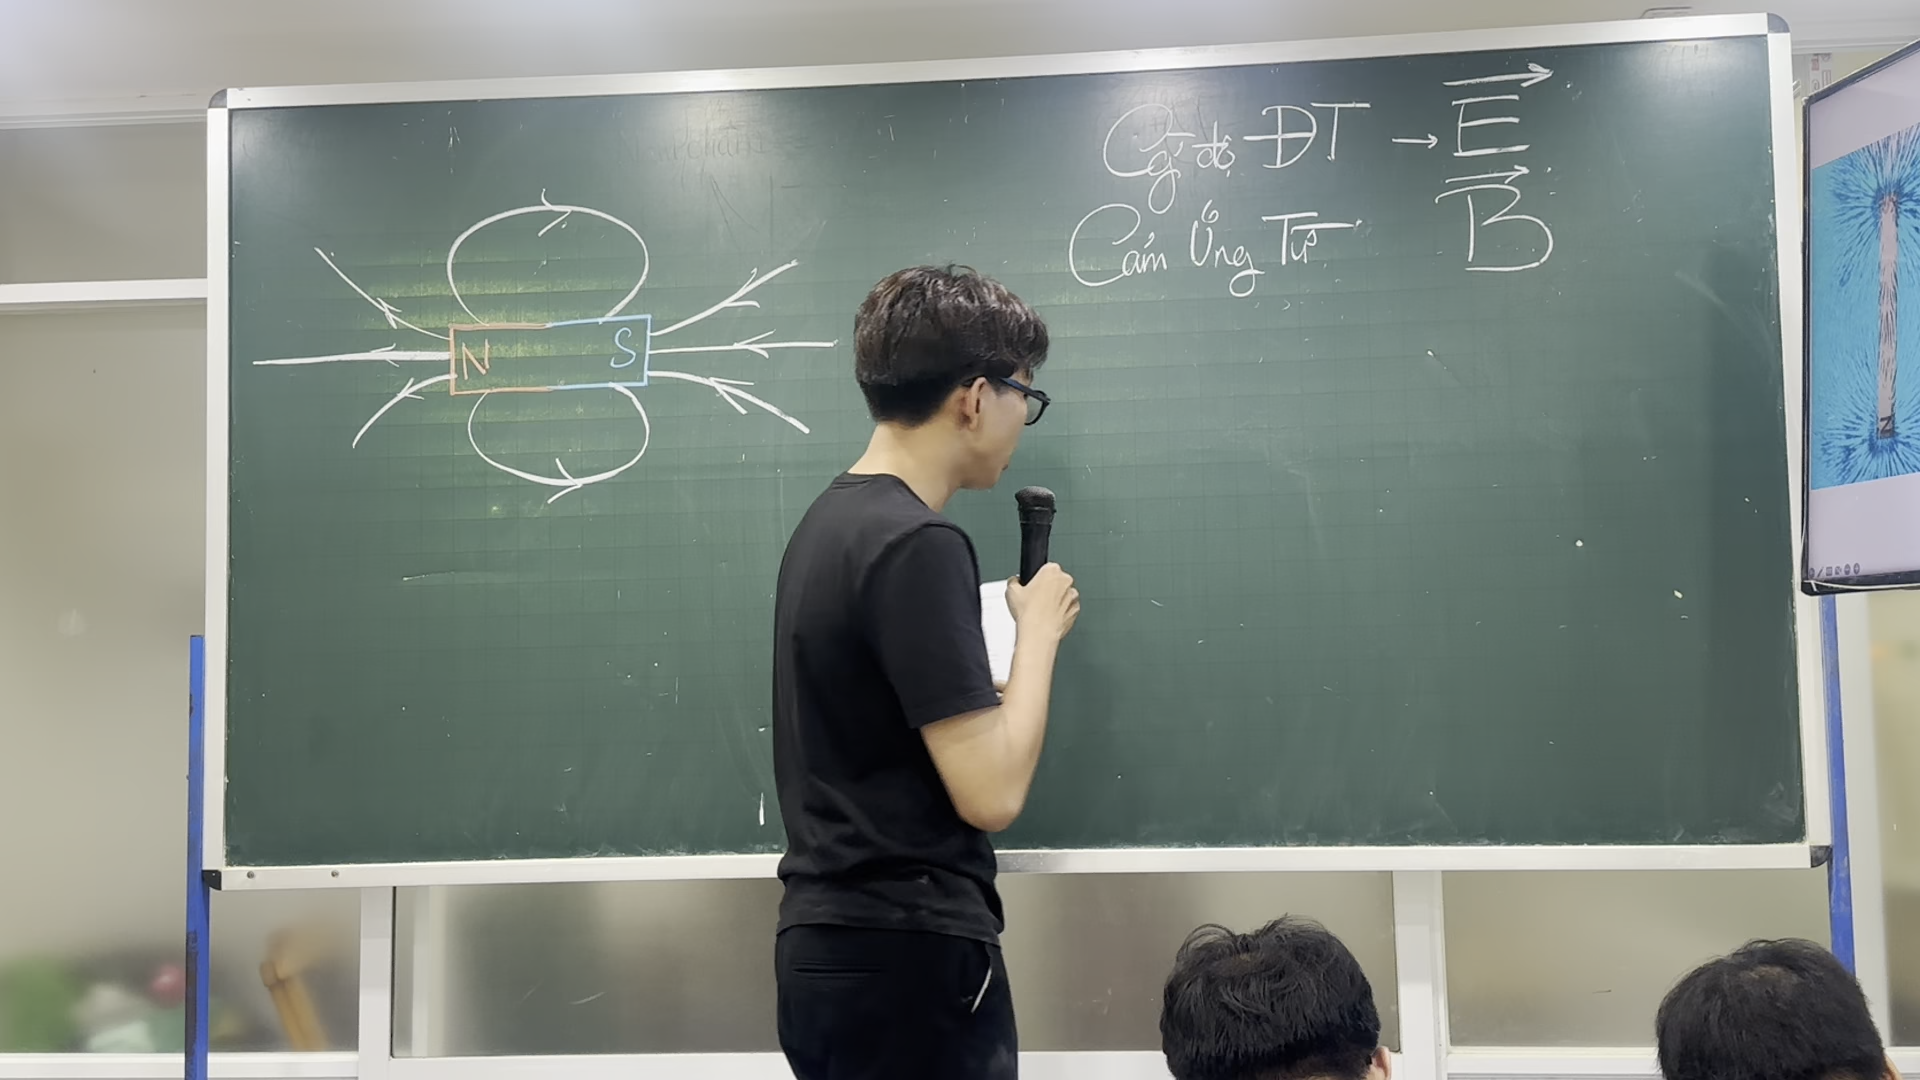 Cg̛ độ ĐT → E
Cảm Ứng Từ B
N S
N